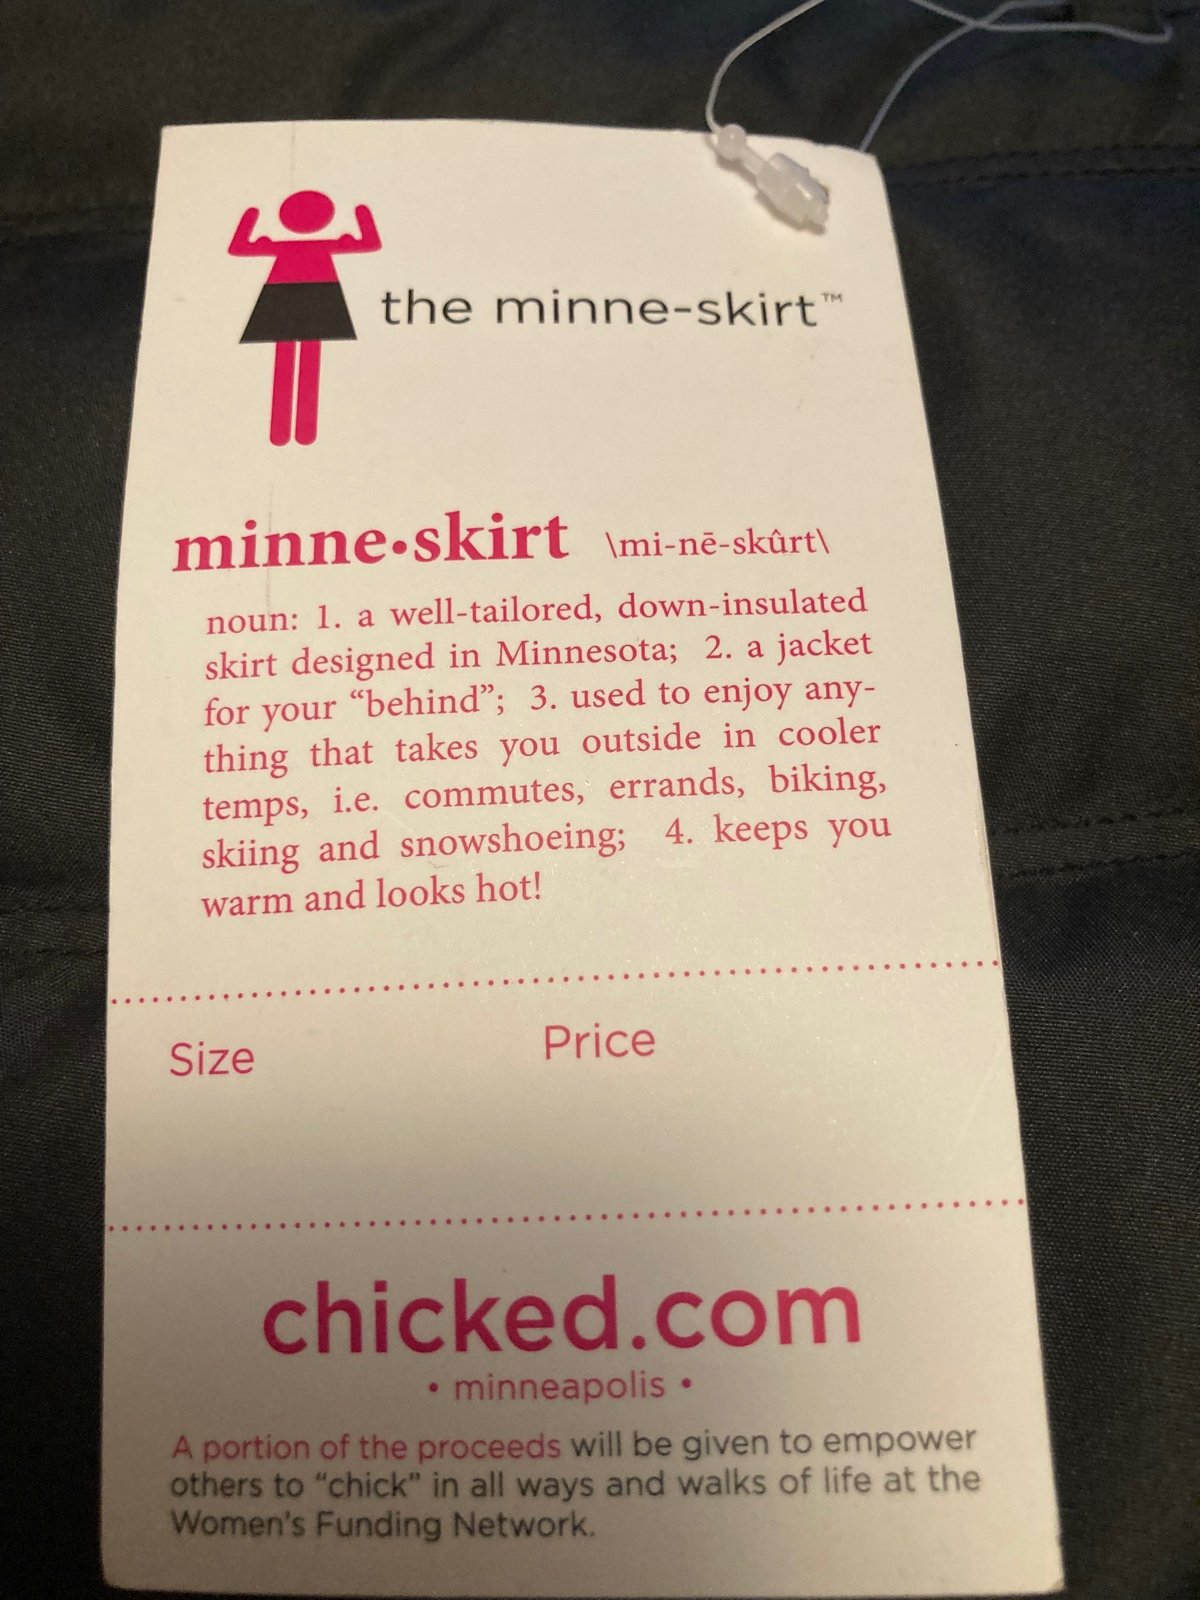 the minne-skirt™
minne•skirt \mi-nē-skûrt\
noun: 1. a well-tailored, down-insulated
skirt designed in Minnesota; 2. a jacket
for your “behind”; 3. used to enjoy any-
thing that takes you outside in cooler
temps, i.e. commutes, errands, biking,
skiing and snowshoeing; 4. keeps you
warm and looks hot!
Size Price
chicked.com
• minneapolis •
A portion of the proceeds will be given to empower
others to “chick” in all ways and walks of life at the
Women's Funding Network.